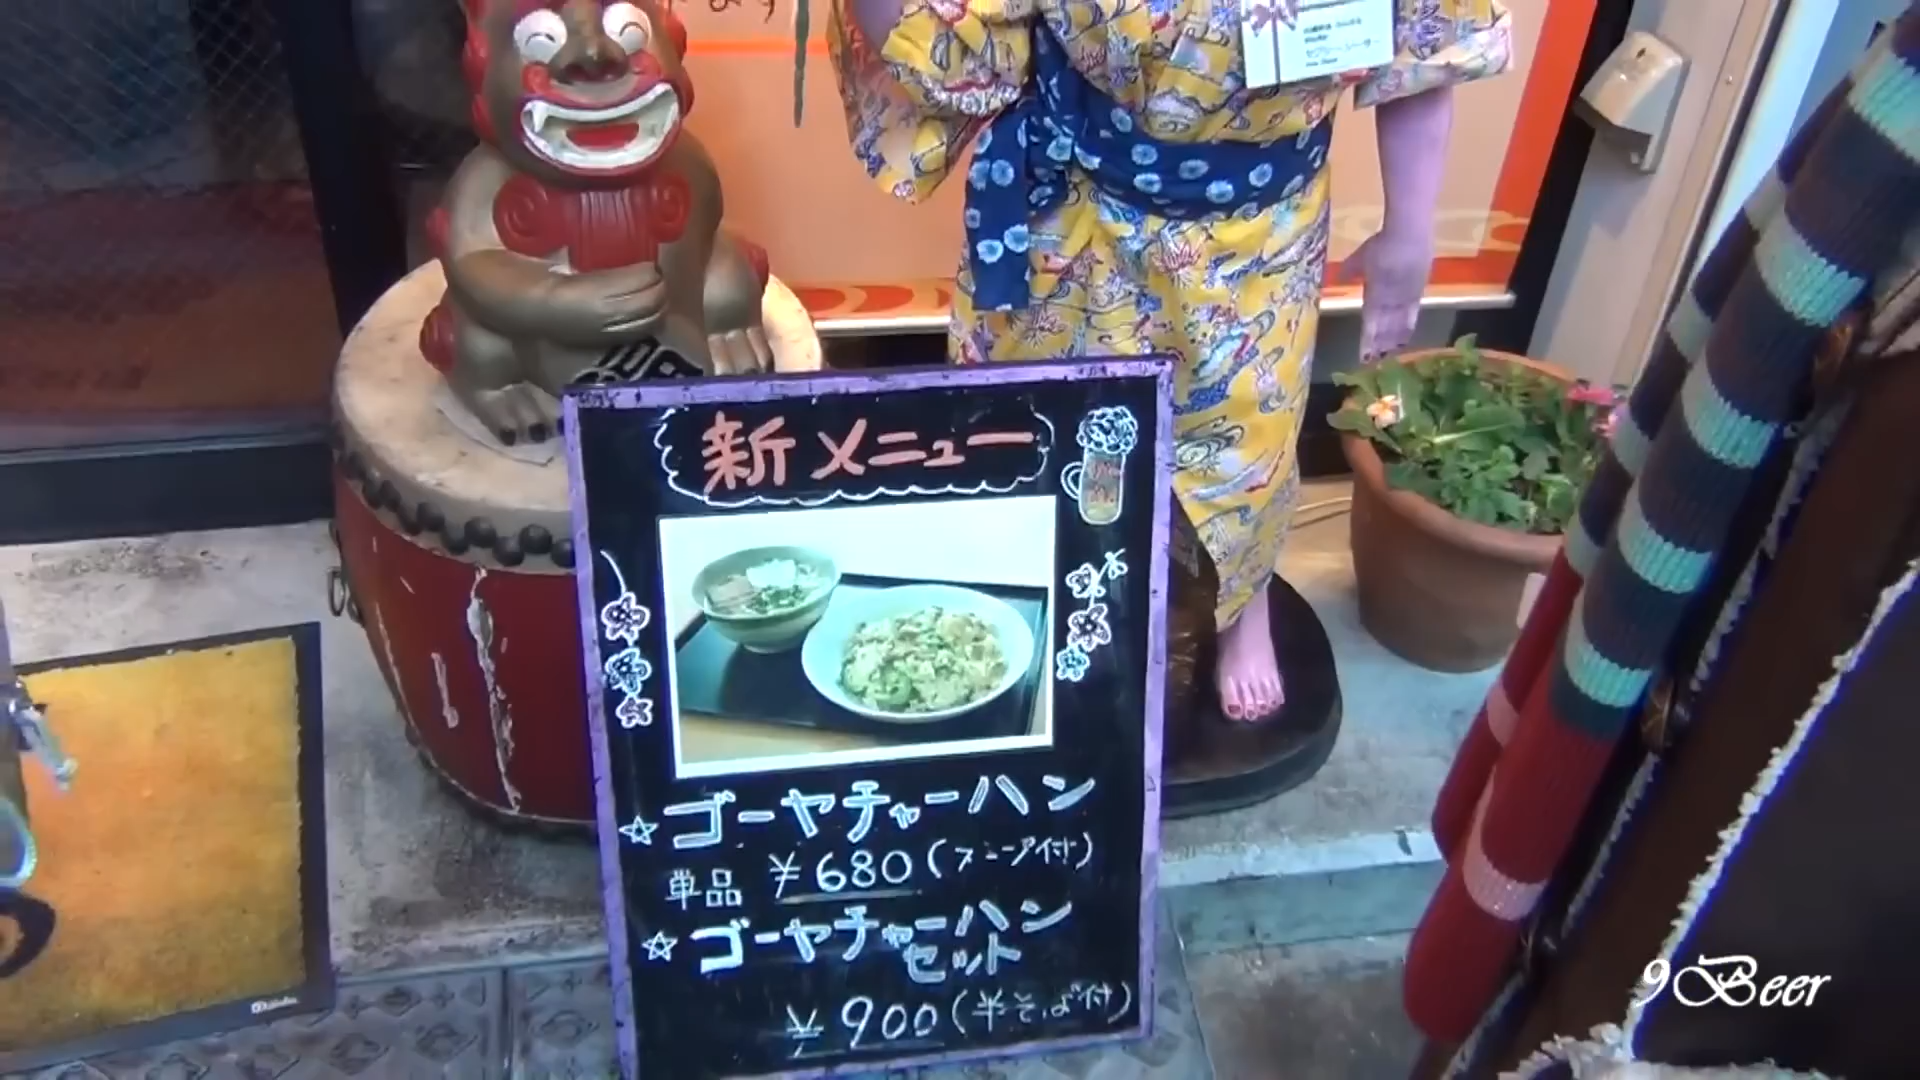 新メニュー
☆ゴーヤチャーハン
単品 ¥680(スープ付)
☆ゴーヤチャーハン
セット
¥900(半そば付)
9Beer